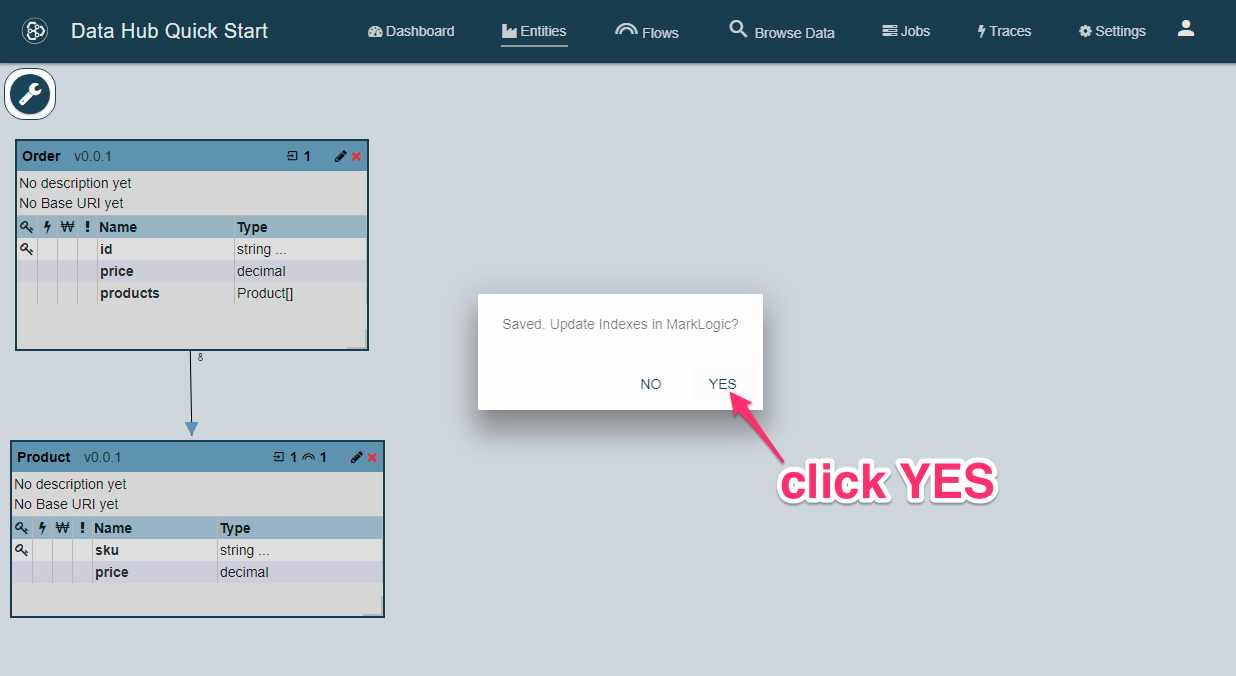 Data Hub Quick Start Dashboard Entities Flows Browse Data Jobs Traces Settings
Order v0.0.1 1
No description yet
No Base URI yet
! Name Type
id string ...
price decimal
products Product[]
8
Product v0.0.1 1 1
No description yet
No Base URI yet
! Name Type
sku string ...
price decimal
Saved. Update Indexes in MarkLogic?
NO YES
click YES